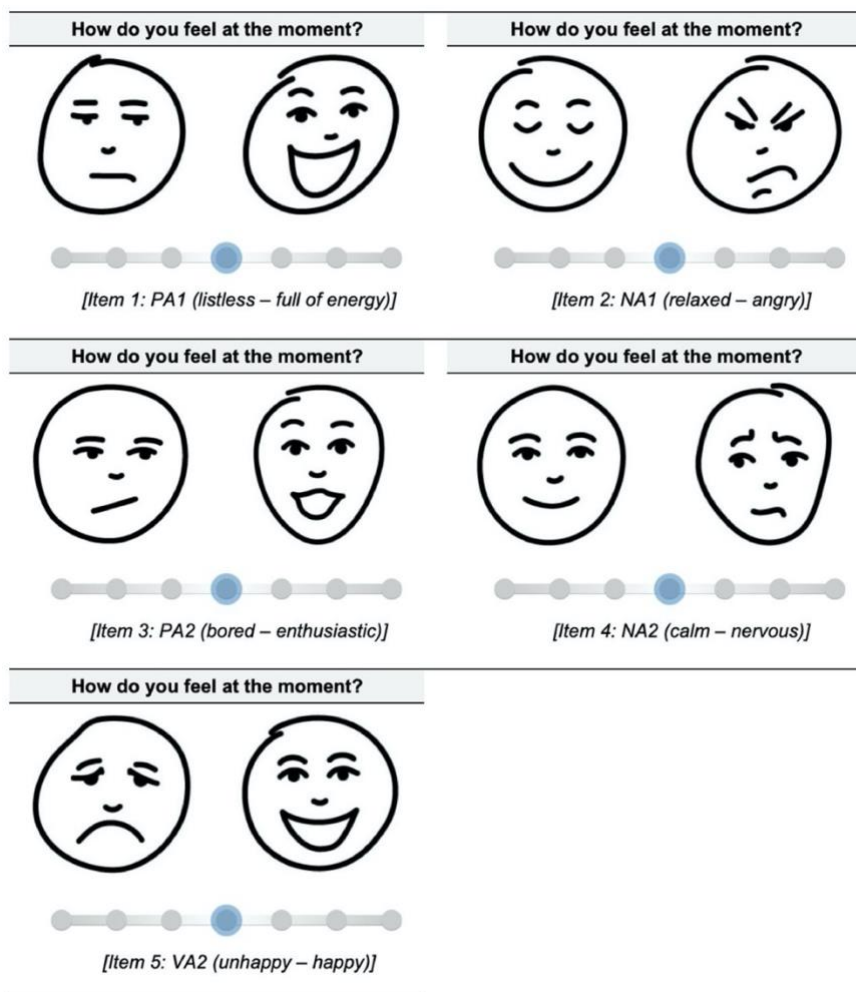 How do you feel at the moment?
How do you feel at the moment?
[Item 1: PA1 (listless – full of energy)]
[Item 2: NA1 (relaxed – angry)]
How do you feel at the moment?
How do you feel at the moment?
[Item 3: PA2 (bored – enthusiastic)]
[Item 4: NA2 (calm – nervous)]
How do you feel at the moment?
[Item 5: VA2 (unhappy – happy)]